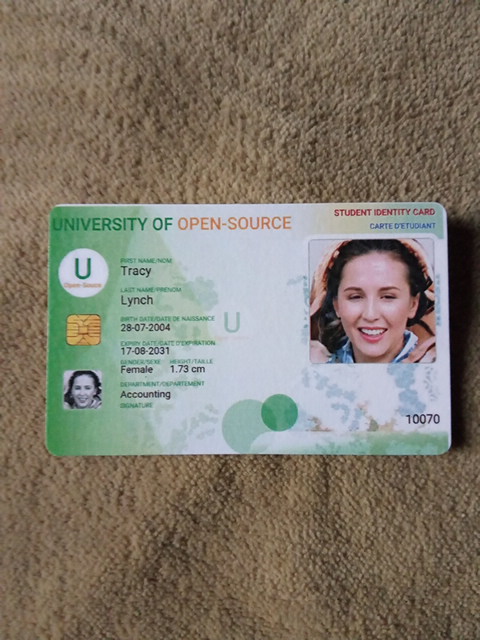 UNIVERSITY OF OPEN-SOURCE
STUDENT IDENTITY CARD
CARTE D'ETUDIANT
U
Open-Source
FIRST NAME/NOM
Tracy
LAST NAME/PRENOM
Lynch
BIRTH DATE/DATE DE NAISSANCE
28-07-2004
U
EXPIRY DATE/DATE D'EXPIRATION
17-08-2031
GENDER/SEXE HEIGHT/TAILLE
Female 1.73 cm
DEPARTMENT/DEPARTEMENT
Accounting
SIGNATURE
10070